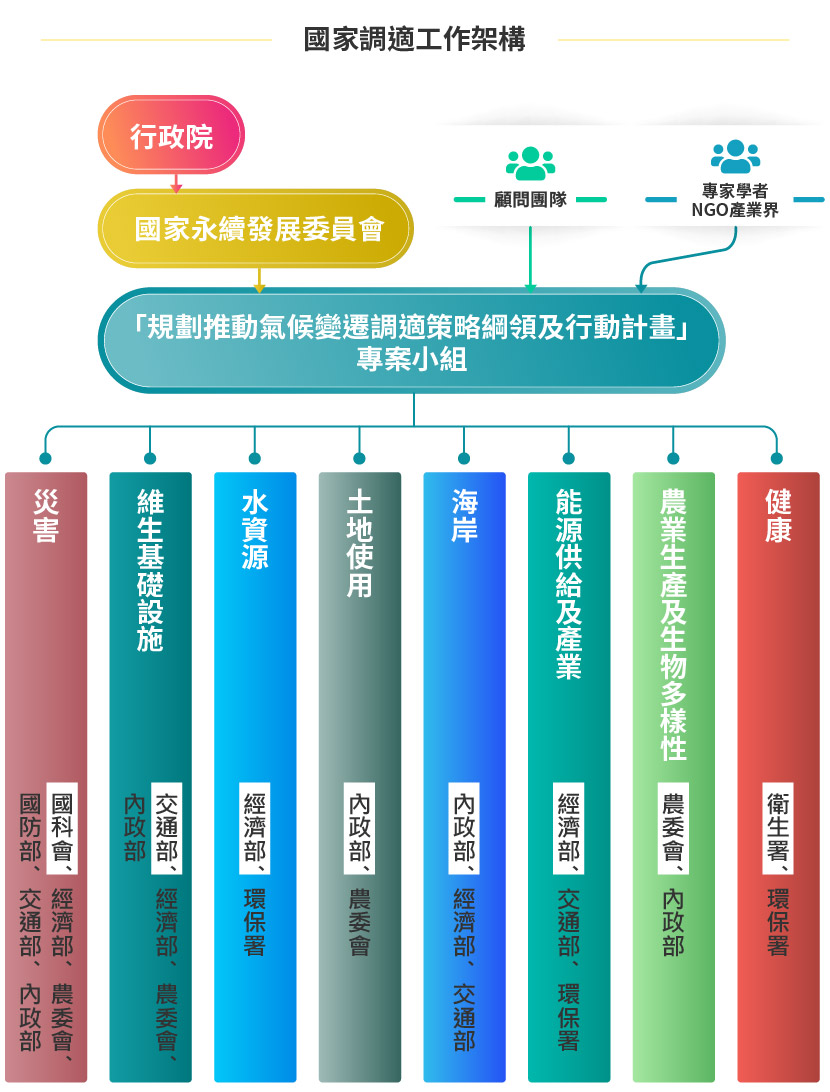 國家調適工作架構
行政院
顧問團隊
專家學者
NGO產業界
國家永續發展委員會
「規劃推動氣候變遷調適策略綱領及行動計畫」
專案小組
災害
國科會、經濟部、農委會、
國防部、交通部、內政部
維生基礎設施
交通部、經濟部、農委會、
內政部
水資源
經濟部、環保署
土地使用
內政部、農委會
海岸
內政部、經濟部、交通部
能源供給及產業
經濟部、交通部、環保署
農業生產及生物多樣性
農委會、內政部
健康
衛生署、環保署